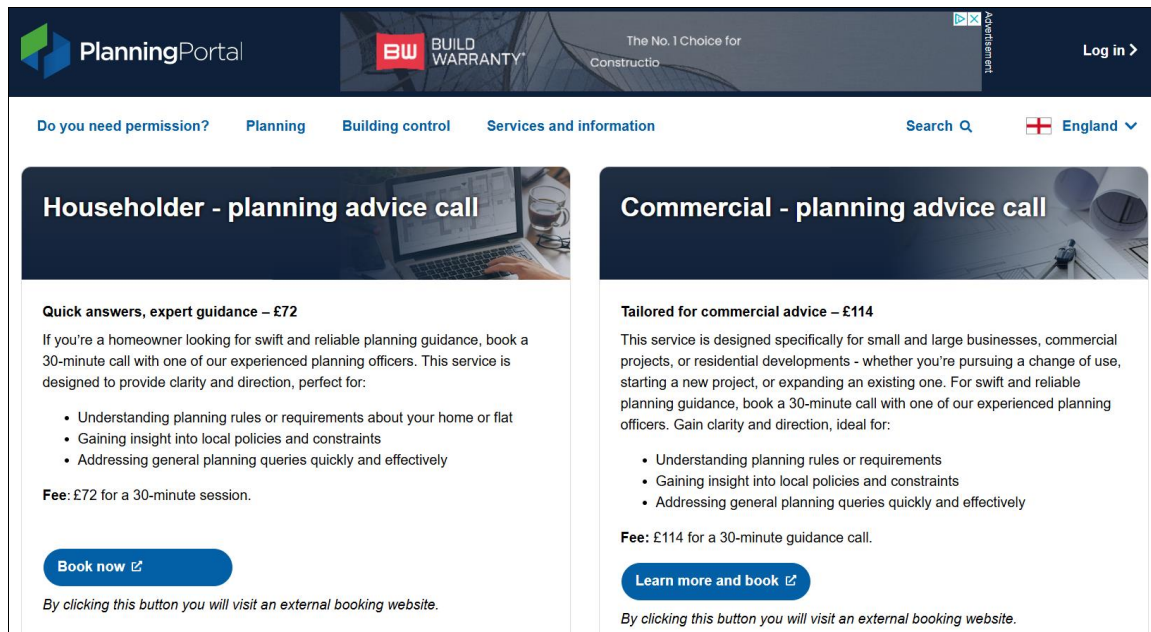 PlanningPortal
BW BUILD
WARRANTY
The No. 1 Choice for
Constructio
Advertisement
Log in
Do you need permission?
Planning
Building control
Services and information
Search
England
Householder - planning advice call
Quick answers, expert guidance – £72
If you're a homeowner looking for swift and reliable planning guidance, book a
30-minute call with one of our experienced planning officers. This service is
designed to provide clarity and direction, perfect for:
• Understanding planning rules or requirements about your home or flat
• Gaining insight into local policies and constraints
• Addressing general planning queries quickly and effectively
Fee: £72 for a 30-minute session.
Book now
By clicking this button you will visit an external booking website.
Commercial - planning advice call
Tailored for commercial advice – £114
This service is designed specifically for small and large businesses, commercial
projects, or residential developments - whether you're pursuing a change of use,
starting a new project, or expanding an existing one. For swift and reliable
planning guidance, book a 30-minute call with one of our experienced planning
officers. Gain clarity and direction, ideal for:
• Understanding planning rules or requirements
• Gaining insight into local policies and constraints
• Addressing general planning queries quickly and effectively
Fee: £114 for a 30-minute guidance call.
Learn more and book
By clicking this button you will visit an external booking website.